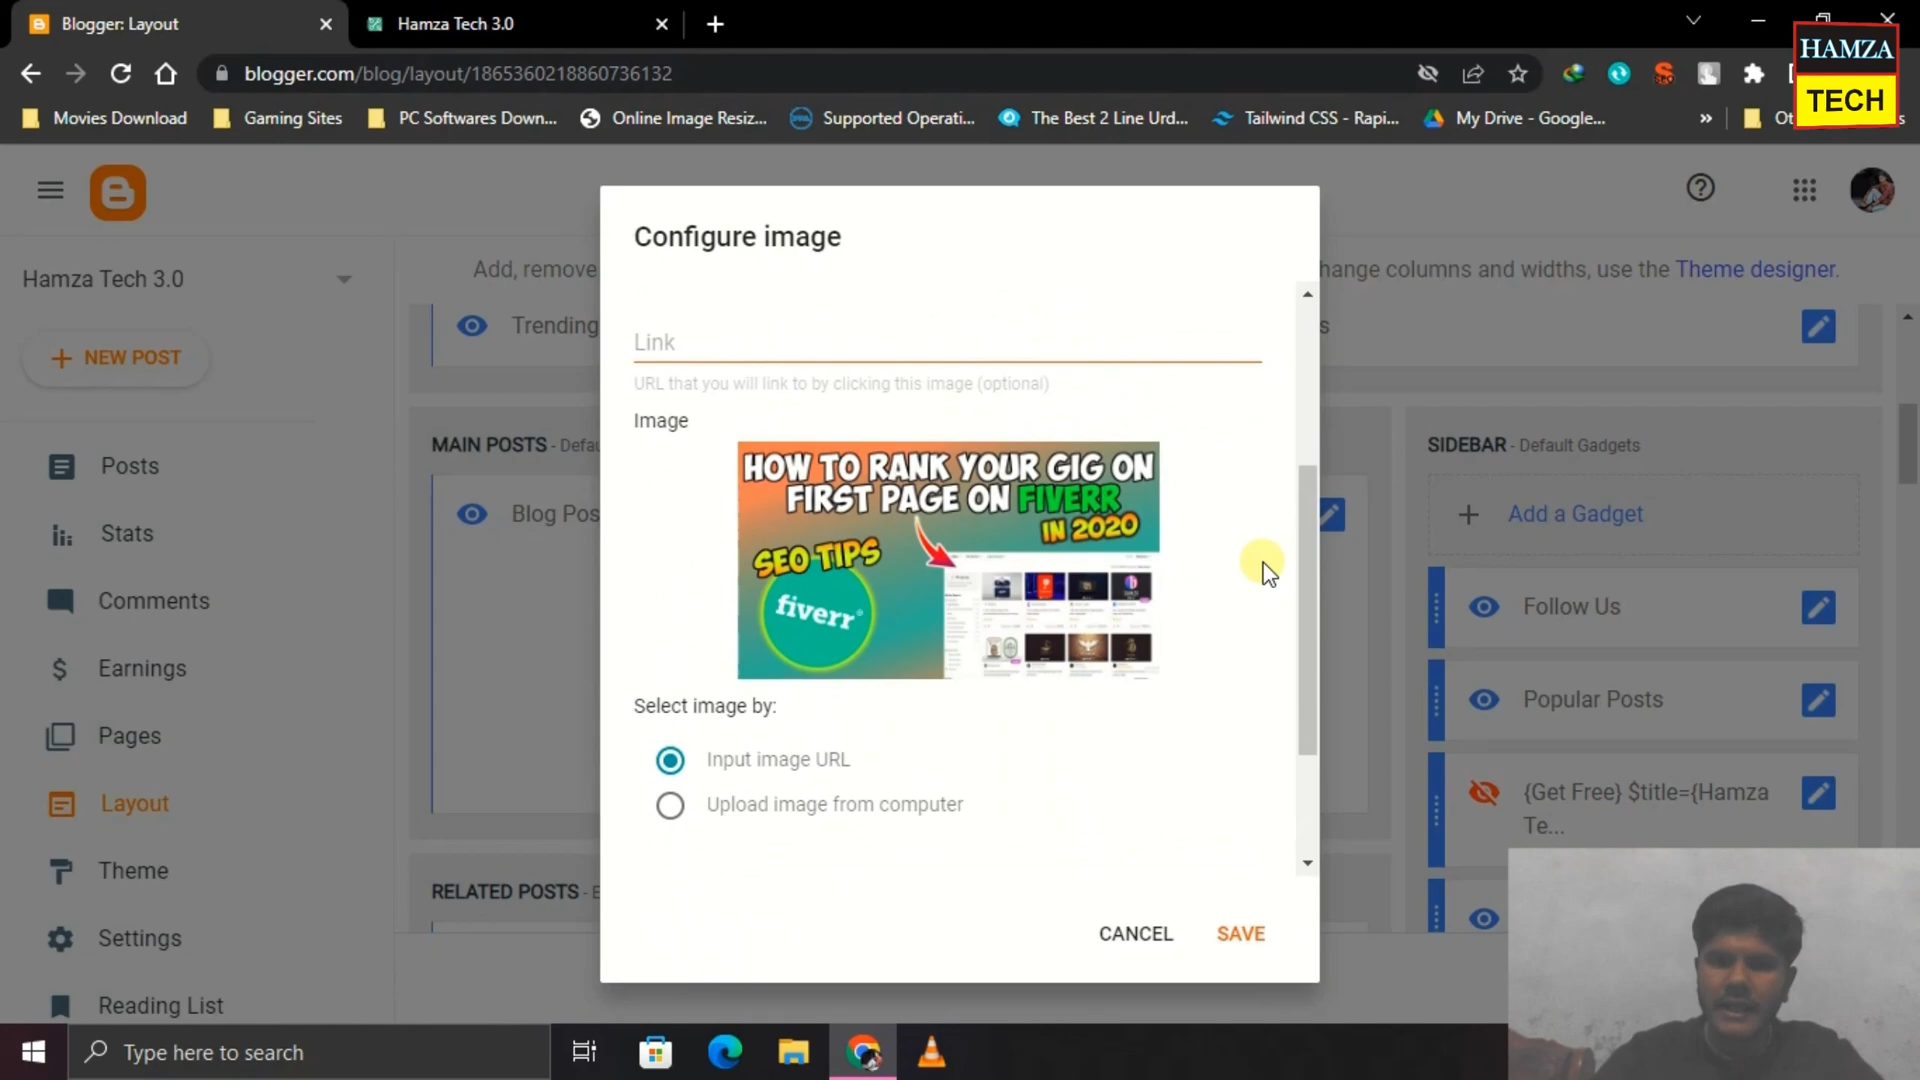 Blogger: Layout
Hamza Tech 3.0
blogger.com/blog/layout/1865360218860736132
HAMZA
TECH
Movies Download
Gaming Sites
PC Softwares Down...
Online Image Resiz...
Supported Operati...
The Best 2 Line Urd...
Tailwind CSS - Rapi...
My Drive - Google...
»
Hamza Tech 3.0
NEW POST
Posts
Stats
Comments
Earnings
Pages
Layout
Theme
Settings
Reading List
Add, remove
hange columns and widths, use the Theme designer.
Trending
MAIN POSTS - Defau
Blog Pos
RELATED POSTS - E
Configure image
Link
URL that you will link to by clicking this image (optional)
Image
HOW TO RANK YOUR GIG ON
FIRST PAGE ON FIVERR
IN 2020
SEO TIPS
fiverr
Select image by:
Input image URL
Upload image from computer
CANCEL
SAVE
SIDEBAR - Default Gadgets
Add a Gadget
Follow Us
Popular Posts
{Get Free} $title={Hamza
Te...
Type here to search